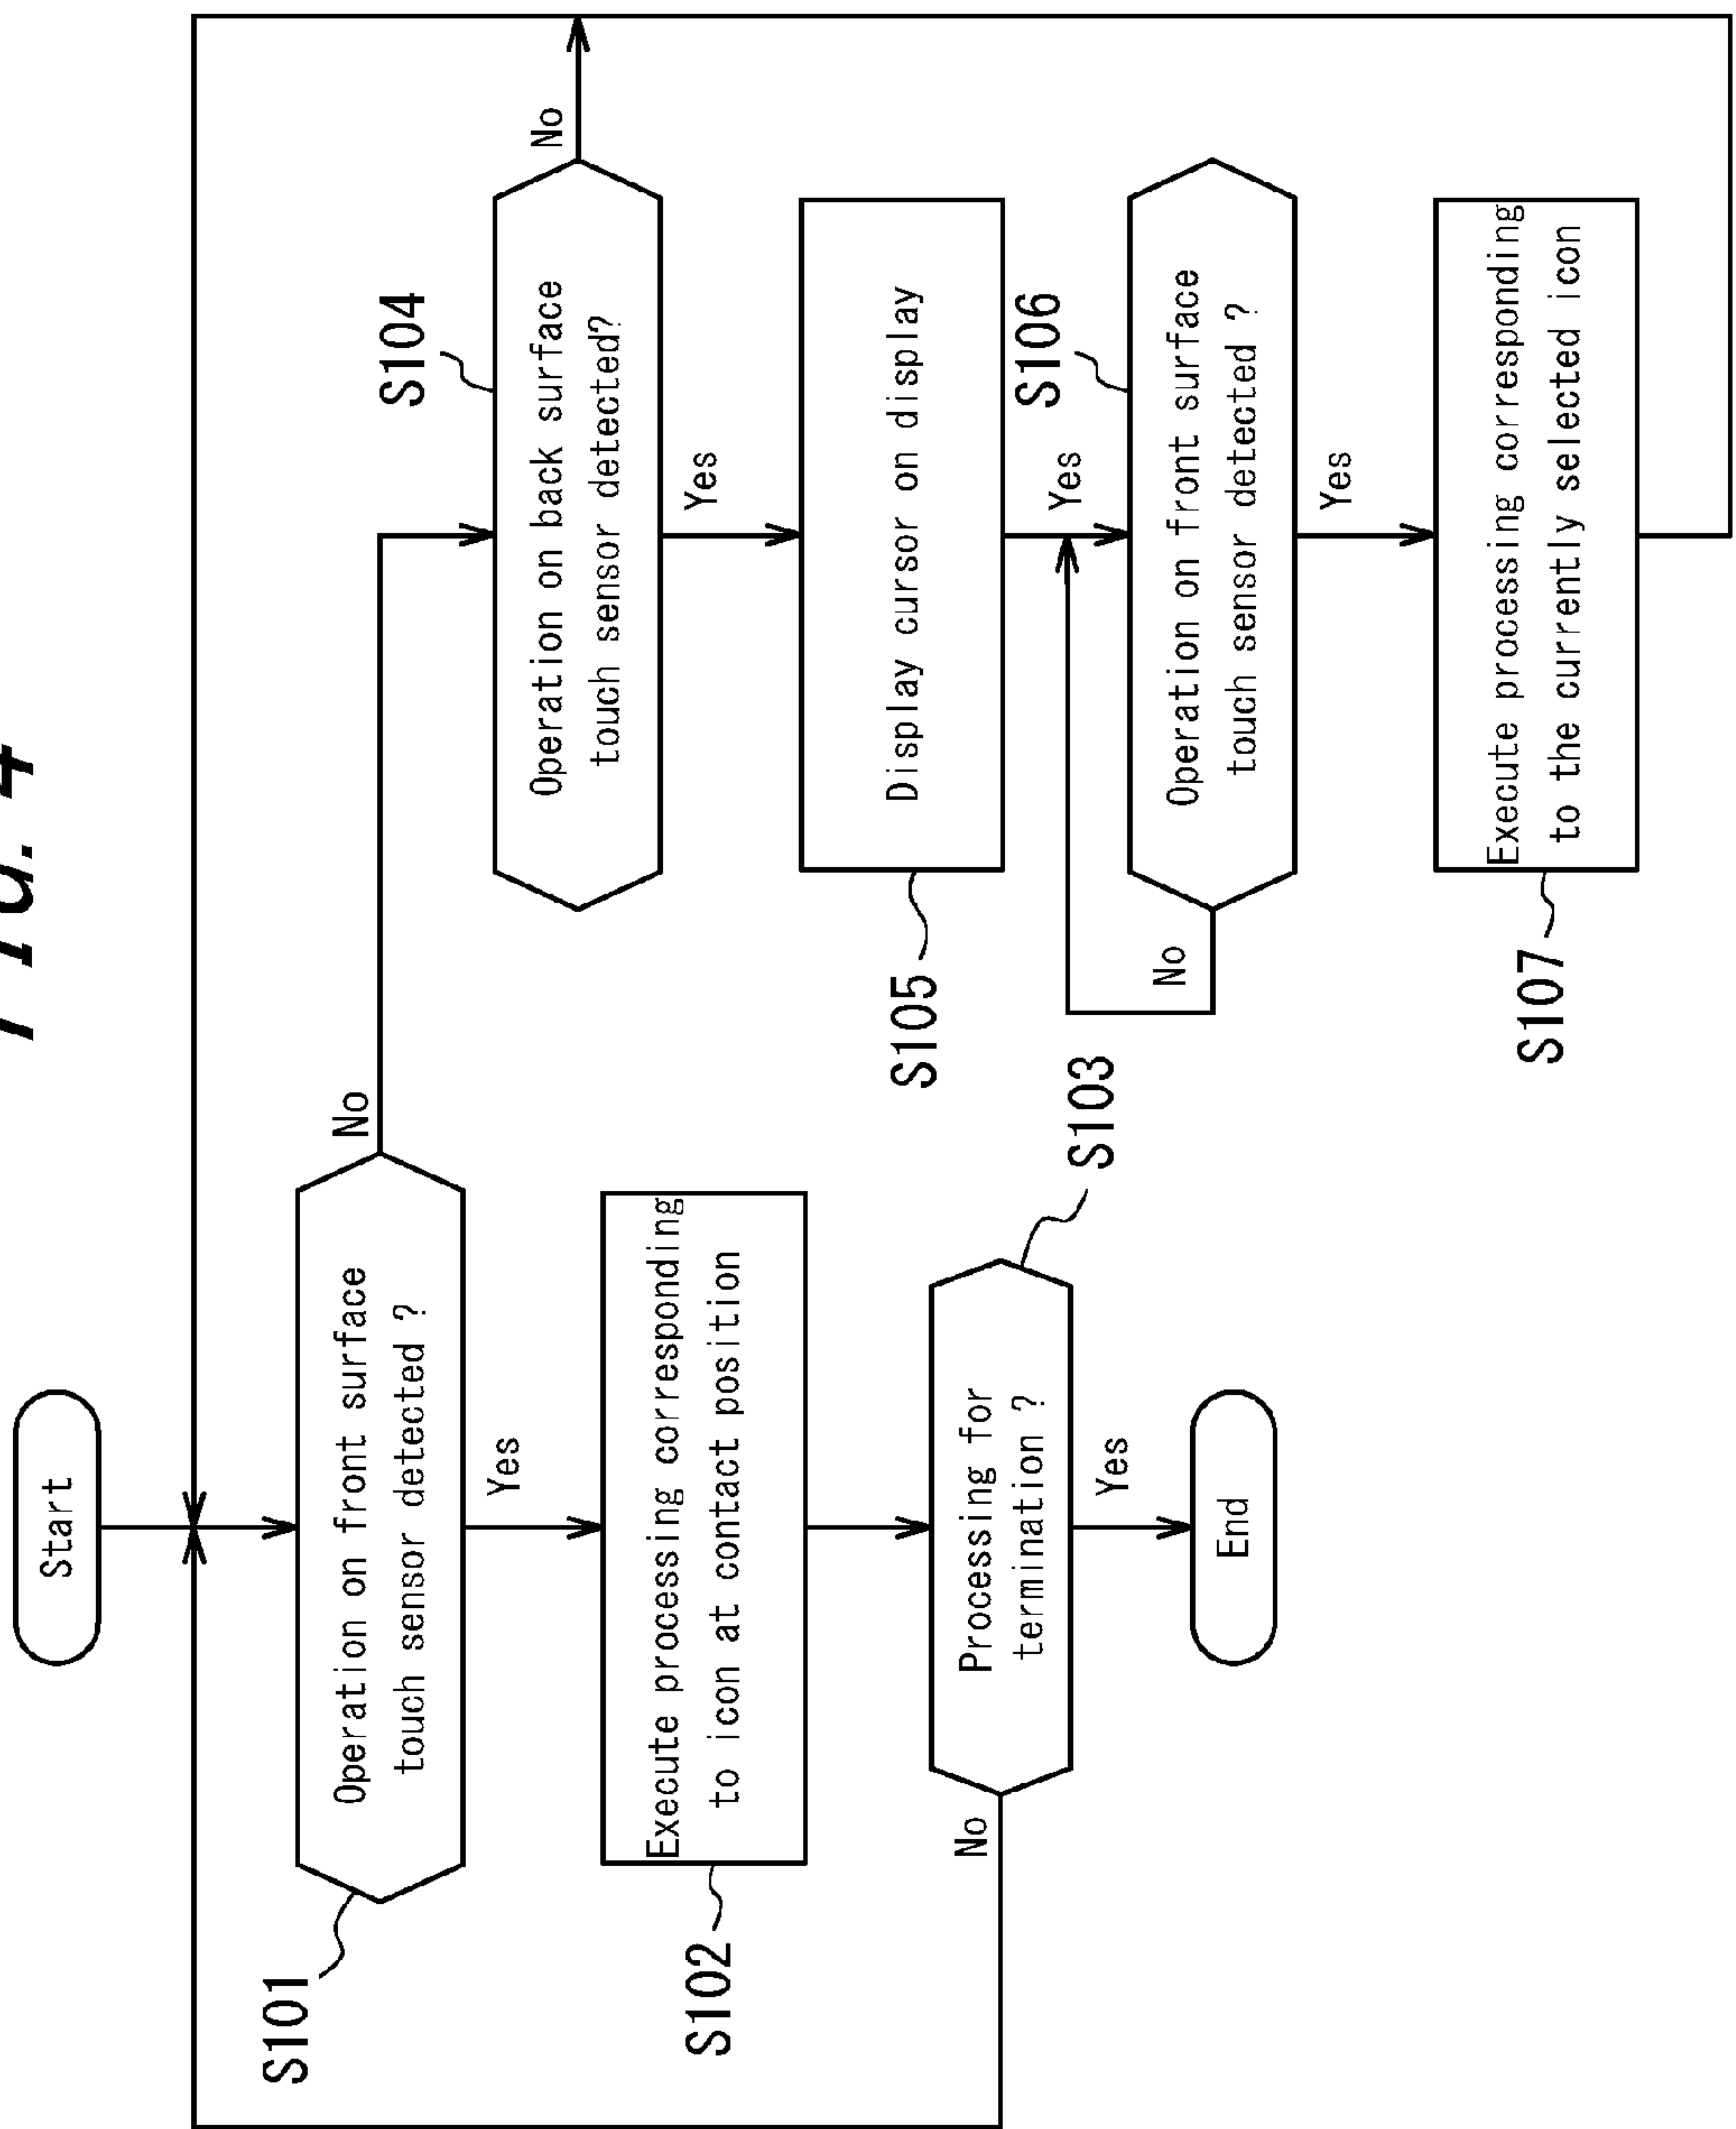 FIG. 4
Start
S101
Operation on front surface
touch sensor detected ?
No
Yes
S102
Execute processing corresponding
to icon at contact position
S103
Processing for
termination ?
No
Yes
End
S104
Operation on back surface
touch sensor detected?
No
Yes
S105
Display cursor on display
Yes
S106
Operation on front surface
touch sensor detected ?
No
Yes
S107
Execute processing corresponding
to the currently selected icon